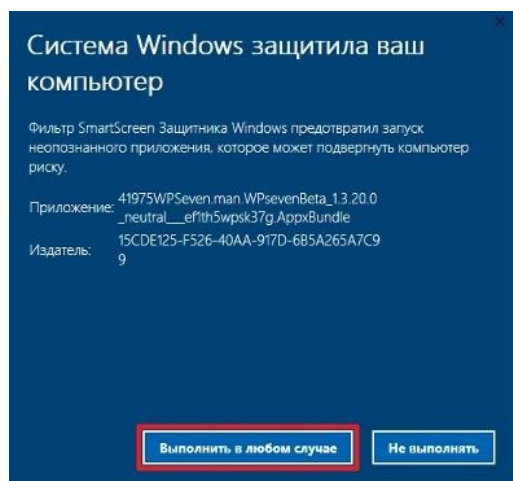 Система Windows защитила ваш
компьютер
Фильтр SmartScreen Защитника Windows предотвратил запуск
неопознанного приложения, которое может подвергнуть компьютер
риску.
Приложение: 41975WPSeven.man.WPsevenBeta_1.3.20.0
_neutral___ef1th5wpsk37g.AppxBundle
Издатель: 15CDE125-F526-40AA-917D-6B5A265A7C9
9
Выполнить в любом случае Не выполнять